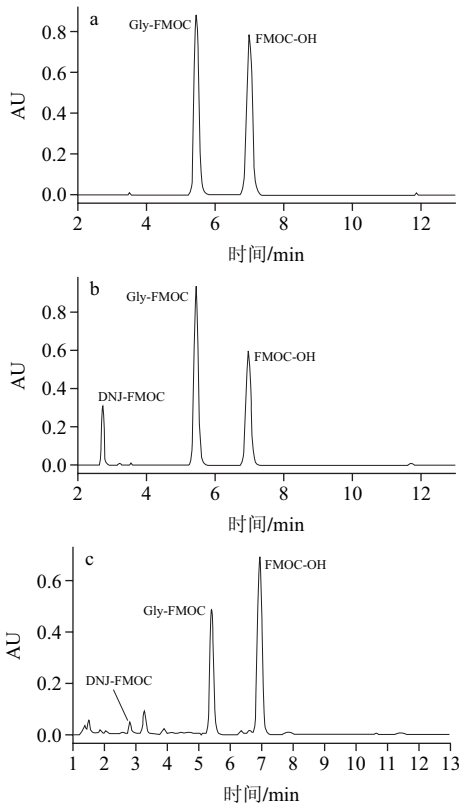 a
Gly-FMOC
FMOC-OH
AU
0.8
0.6
0.4
0.2
0.0
2 4 6 8 10 12
时间/min
b
Gly-FMOC
FMOC-OH
DNJ-FMOC
AU
0.8
0.6
0.4
0.2
0.0
2 4 6 8 10 12
时间/min
c
FMOC-OH
Gly-FMOC
DNJ-FMOC
AU
0.6
0.4
0.2
0.0
1 2 3 4 5 6 7 8 9 10 11 12 13
时间/min